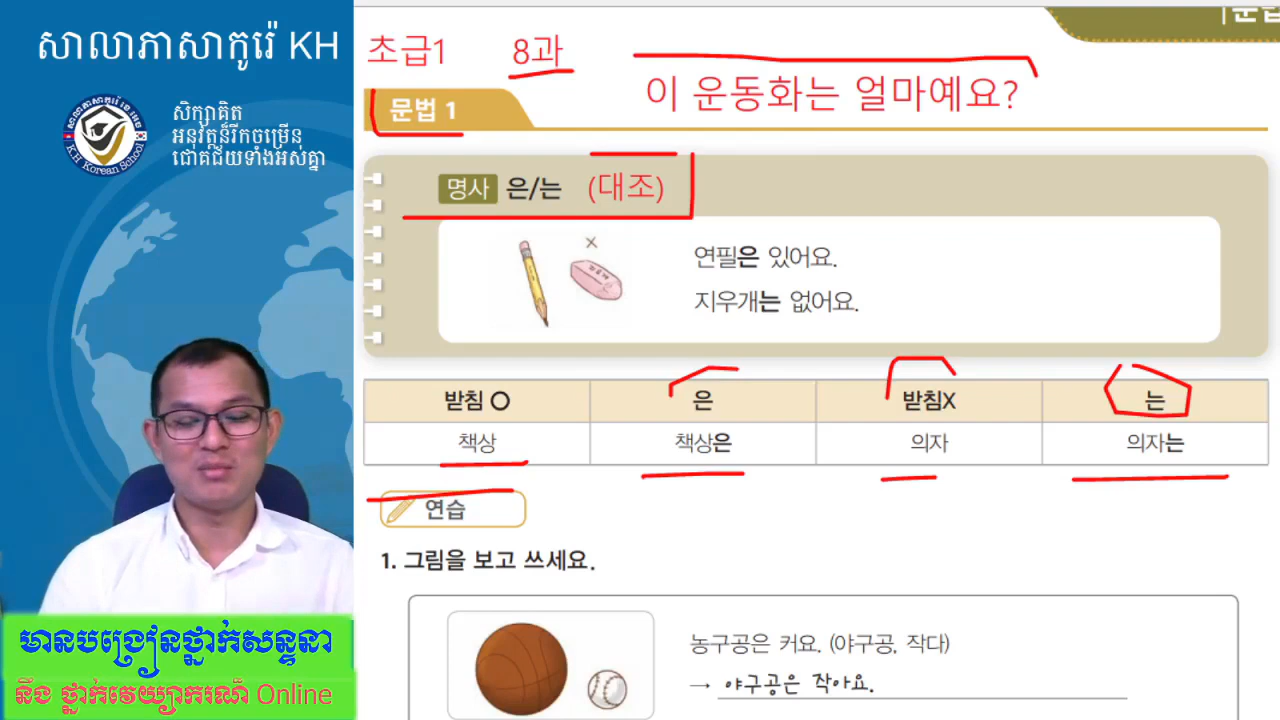 សាលាភាសាកូរ៉េ KH
សិក្សាគិត
អនុវត្តន៍រីកចម្រើន
ជោគជ័យទាំងអស់គ្នា
K.H Korean School
មានបង្រៀនថ្នាក់សន្ទនា
នឹង ថ្នាក់វេយ្យាករណ៍ Online
초급1 8과
이 운동화는 얼마예요?
문법 1
명사 은/는 (대조)
연필은 있어요.
지우개는 없어요.
받침 O 은 받침X 는
책상 책상은 의자 의자는
연습
1. 그림을 보고 쓰세요.
농구공은 커요. (야구공, 작다)
→ 야구공은 작아요.